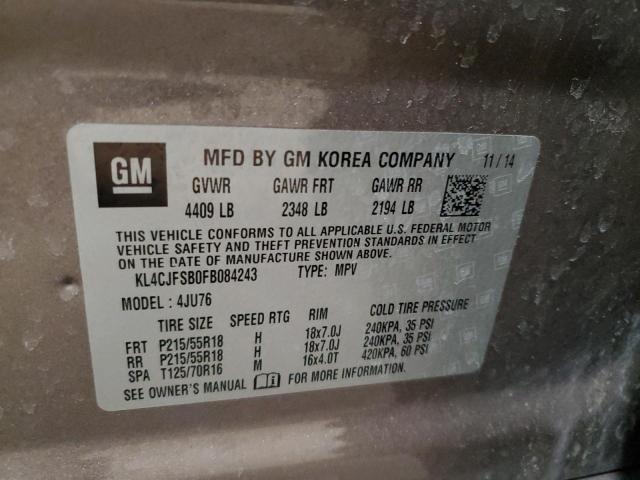 GM MFD BY GM KOREA COMPANY 11/14
GVWR GAWR FRT GAWR RR
4409 LB 2348 LB 2194 LB
THIS VEHICLE CONFORMS TO ALL APPLICABLE U.S. FEDERAL MOTOR
VEHICLE SAFETY AND THEFT PREVENTION STANDARDS IN EFFECT
ON THE DATE OF MANUFACTURE SHOWN ABOVE.
KL4CJFSB0FB084243 TYPE: MPV
MODEL: 4JU76
TIRE SIZE SPEED RTG RIM COLD TIRE PRESSURE
FRT P215/55R18 H 18x7.0J 240KPA, 35 PSI
RR P215/55R18 H 18x7.0J 240KPA, 35 PSI
SPA T125/70R16 M 16x4.0T 420KPA, 60 PSI
SEE OWNER'S MANUAL FOR MORE INFORMATION.